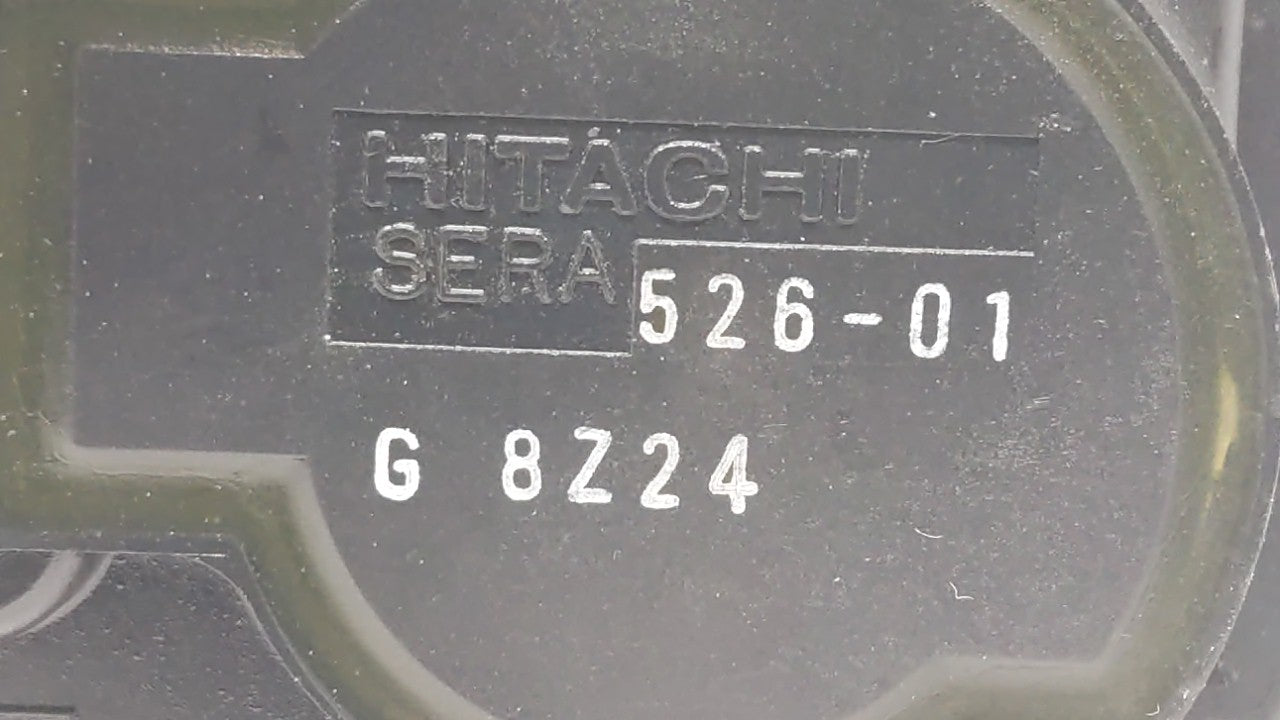 HITACHI
SERA 526-01
G 8Z24